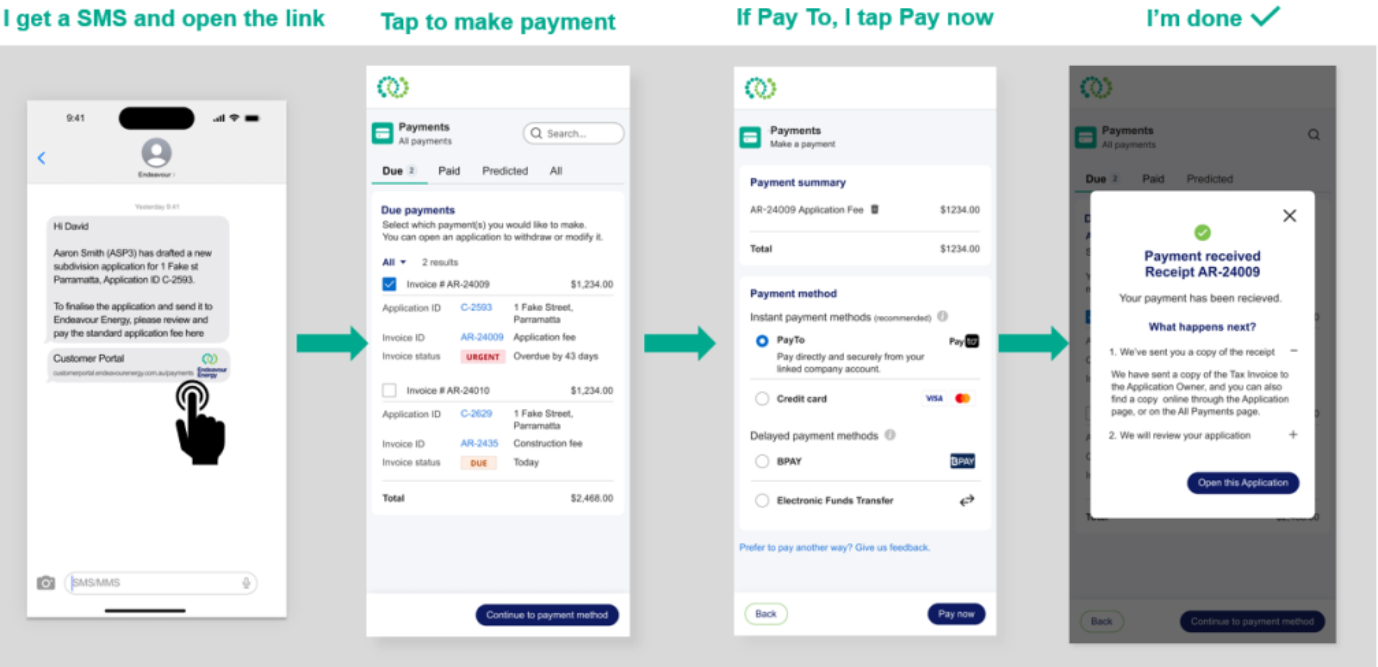 I get a SMS and open the link
Tap to make payment
If Pay To, I tap Pay now
I'm done
9:41
Endeavour ›
Yesterday 9:41
Hi David
Aaron Smith (ASP3) has drafted a new
subdivision application for 1 Fake st
Parramatta, Application ID C-2593.
To finalise the application and send it to
Endeavour Energy, please review and
pay the standard application fee here
Customer Portal
customerportal.endeavourenergy.com.au/payments
Endeavour
Energy
SMS/MMS
Payments
All payments
Search...
Due 2 Paid Predicted All
Due payments
Select which payment(s) you would like to make.
You can open an application to withdraw or modify it.
All 2 results
Invoice # AR-24009 $1,234.00
Application ID C-2593 1 Fake Street,
Parramatta
Invoice ID AR-24009 Application fee
Invoice status URGENT Overdue by 43 days
Invoice # AR-24010 $1,234.00
Application ID C-2629 1 Fake Street,
Parramatta
Invoice ID AR-2435 Construction fee
Invoice status DUE Today
Total $2,468.00
Continue to payment method
Payments
Make a payment
Payment summary
AR-24009 Application Fee $1234.00
Total $1234.00
Payment method
Instant payment methods (recommended)
PayTo PayTo
Pay directly and securely from your
linked company account.
Credit card VISA
Delayed payment methods
BPAY BPAY
Electronic Funds Transfer
Prefer to pay another way? Give us feedback.
Back Pay now
Payments
All payments
Due 2 Paid Predicted
Payment received
Receipt AR-24009
Your payment has been recieved.
What happens next?
1. We've sent you a copy of the receipt −
We have sent a copy of the Tax Invoice to
the Application Owner, and you can also
find a copy online through the Application
page, or on the All Payments page.
2. We will review your application +
Open this Application
Back Continue to payment method